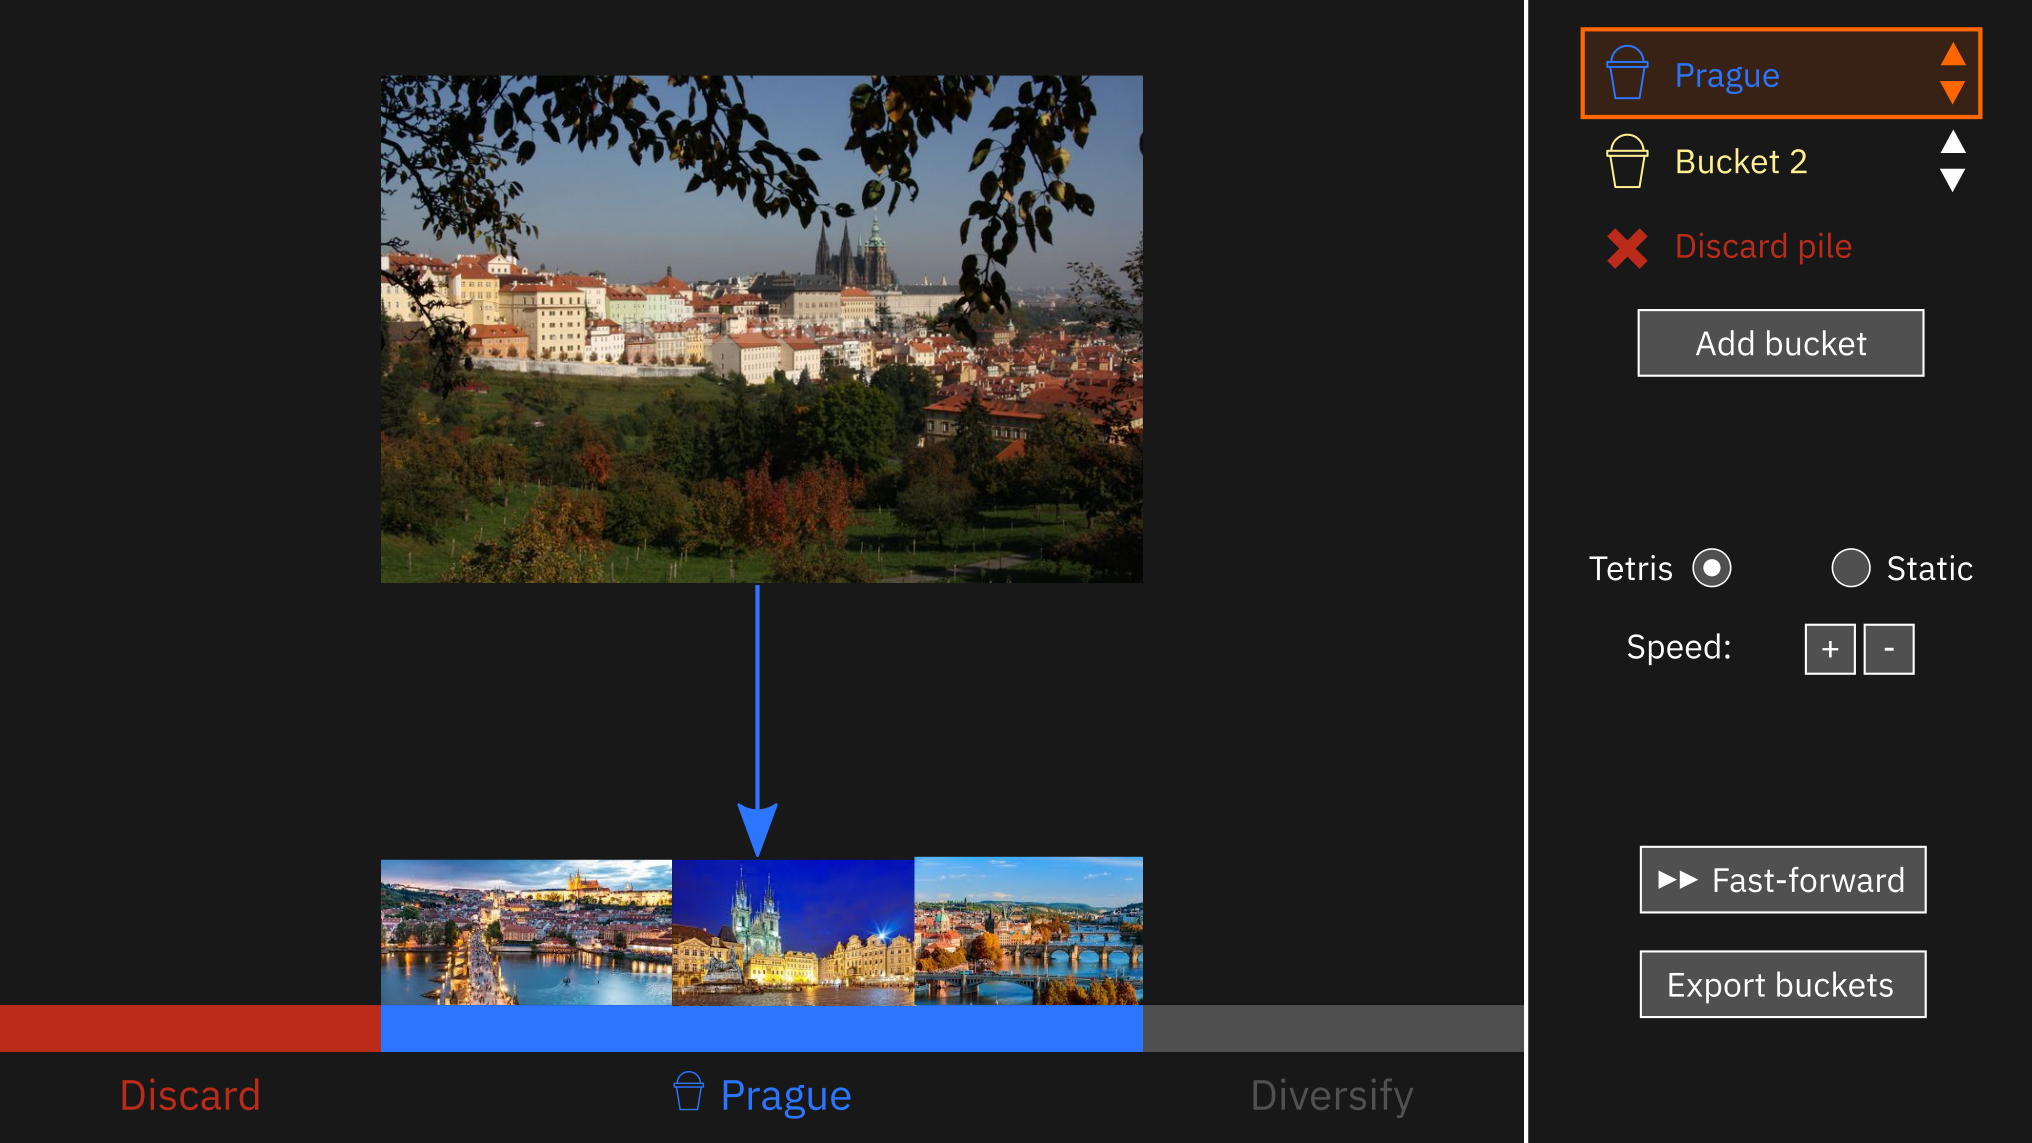 Prague
Bucket 2
Discard pile
Add bucket
Tetris
Static
Speed:
+ -
Fast-forward
Export buckets
Discard
Prague
Diversify